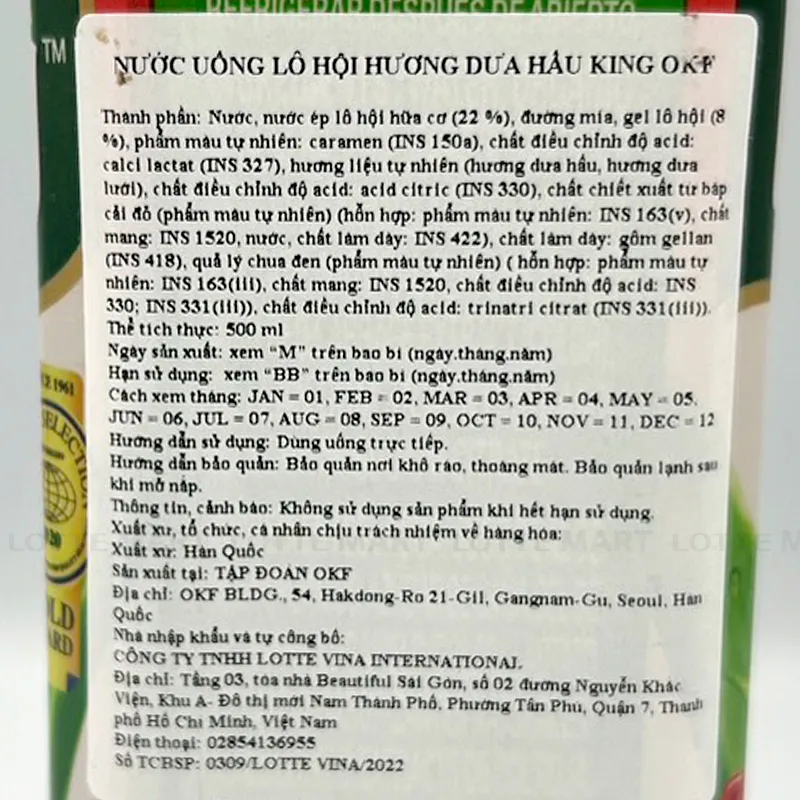 REFRIGERAR DESPUES DE ABIERTO
TM
NƯỚC UỐNG LÔ HỘI HƯƠNG DƯA HẤU KING OKF
Thành phần: Nước, nước ép lô hội hữu cơ (22 %), đường mía, gel lô hội (8
%), phẩm màu tự nhiên: caramen (INS 150a), chất điều chỉnh độ acid:
calci lactat (INS 327), hương liệu tự nhiên (hương dưa hấu, hương dưa
lưới), chất điều chỉnh độ acid: acid citric (INS 330), chất chiết xuất từ bắp
cải đỏ (phẩm màu tự nhiên) (hỗn hợp: phẩm màu tự nhiên: INS 163(v), chất
mang: INS 1520, nước, chất làm dày: INS 422), chất làm dày: gôm gellan
(INS 418), quả lý chua đen (phẩm màu tự nhiên) ( hỗn hợp: phẩm màu tự
nhiên: INS 163(iii), chất mang: INS 1520, chất điều chỉnh độ acid: INS
330; INS 331(iii)), chất điều chỉnh độ acid: trinatri citrat (INS 331(iii)).
Thể tích thực: 500 ml
Ngày sản xuất: xem “M” trên bao bì (ngày.tháng.năm)
Hạn sử dụng: xem “BB” trên bao bì (ngày.tháng.năm)
Cách xem tháng: JAN = 01, FEB = 02, MAR = 03, APR = 04, MAY = 05,
JUN = 06, JUL = 07, AUG = 08, SEP = 09, OCT = 10, NOV = 11, DEC = 12
Hướng dẫn sử dụng: Dùng uống trực tiếp.
Hướng dẫn bảo quản: Bảo quản nơi khô ráo, thoáng mát. Bảo quản lạnh sau
khi mở nắp.
Thông tin, cảnh báo: Không sử dụng sản phẩm khi hết hạn sử dụng.
Xuất xứ, tổ chức, cá nhân chịu trách nhiệm về hàng hóa:
Xuất xứ: Hàn Quốc
Sản xuất tại: TẬP ĐOÀN OKF
Địa chỉ: OKF BLDG., 54, Hakdong-Ro 21-Gil, Gangnam-Gu, Seoul, Hàn
Quốc
Nhà nhập khẩu và tự công bố:
CÔNG TY TNHH LOTTE VINA INTERNATIONAL
Địa chỉ: Tầng 03, tòa nhà Beautiful Sài Gòn, số 02 đường Nguyễn Khắc
Viện, Khu A- Đô thị mới Nam Thành Phố, Phường Tân Phú, Quận 7, Thành
phố Hồ Chí Minh, Việt Nam
Điện thoại: 02854136955
Số TCBSP: 0309/LOTTE VINA/2022
LOTTE MART